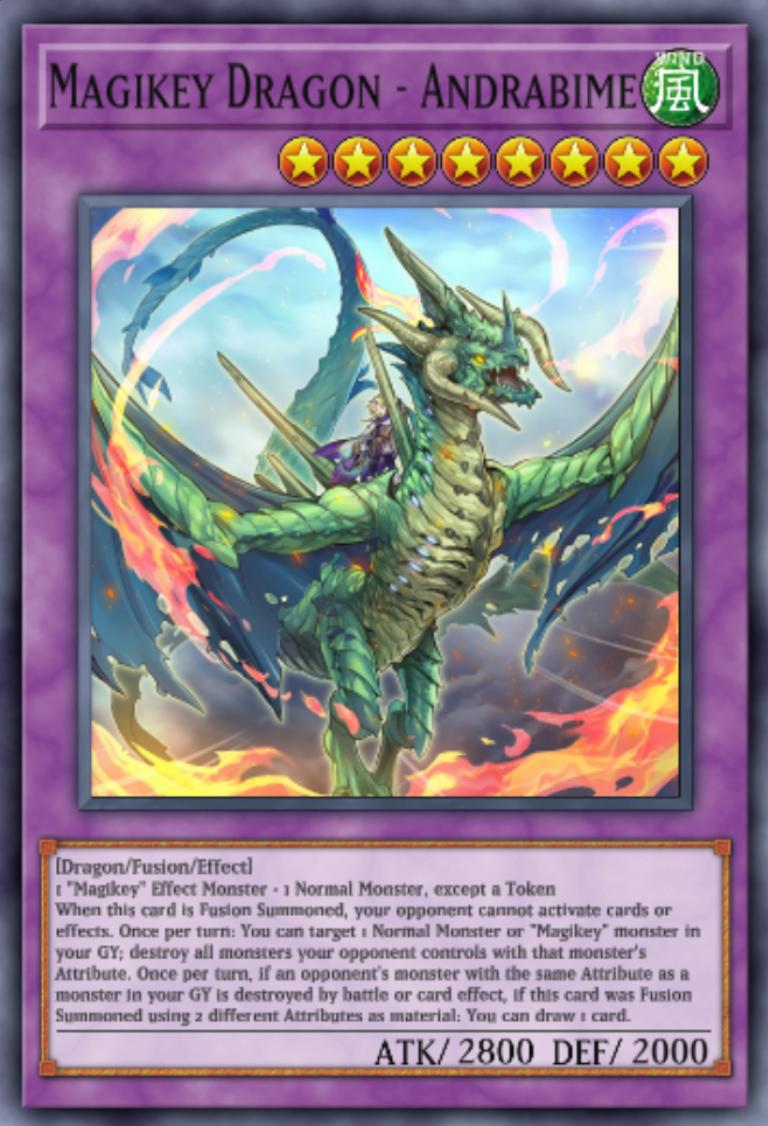 MAGIKEY DRAGON - ANDRABIME
WIND
風
[Dragon/Fusion/Effect]
1 "Magikey" Effect Monster - 1 Normal Monster, except a Token
When this card is Fusion Summoned, your opponent cannot activate cards or
effects. Once per turn: You can target 1 Normal Monster or "Magikey" monster in
your GY; destroy all monsters your opponent controls with that monster's
Attribute. Once per turn, if an opponent's monster with the same Attribute as a
monster in your GY is destroyed by battle or card effect, if this card was Fusion
Summoned using 2 different Attributes as material: You can draw 1 card.
ATK/ 2800 DEF/ 2000